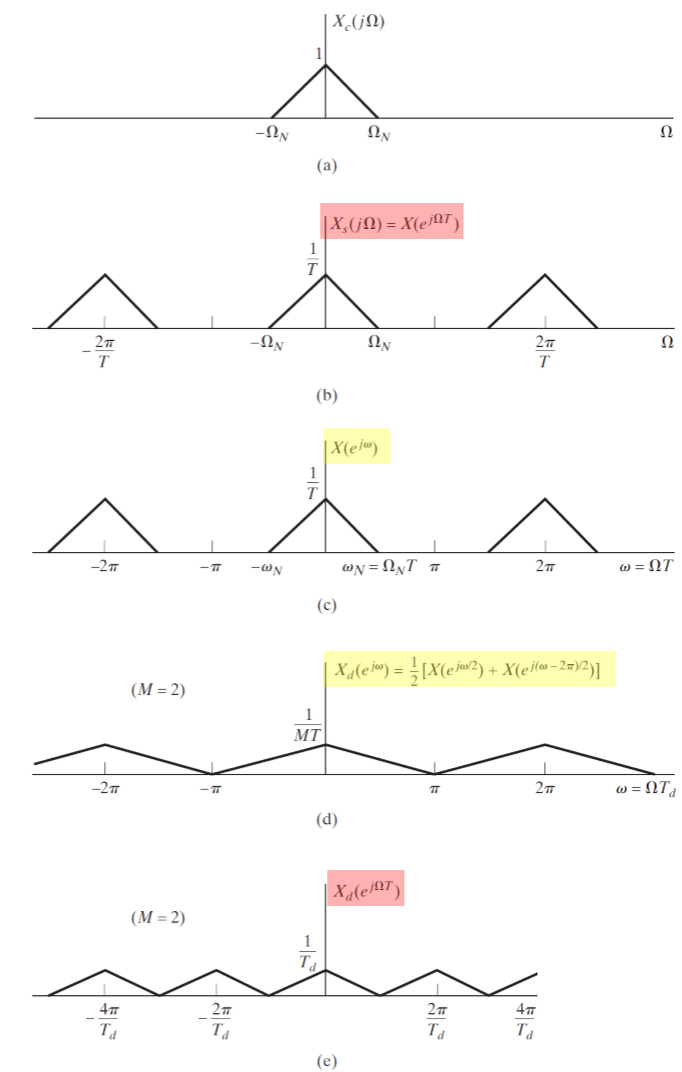 X_c(jΩ)
1
−Ω_N Ω_N Ω
(a)
X_s(jΩ) = X(e^{jΩT})
1/T
−2π/T −Ω_N Ω_N 2π/T Ω
(b)
X(e^{jω})
1/T
−2π −π −ω_N ω_N = Ω_N T π 2π ω = ΩT
(c)
X_d(e^{jω}) = 1/2 [X(e^{jω/2}) + X(e^{j(ω − 2π)/2})]
(M = 2)
1/MT
−2π −π π 2π ω = ΩT_d
(d)
X_d(e^{jΩT})
(M = 2)
1/T_d
−4π/T_d −2π/T_d 2π/T_d 4π/T_d
(e)